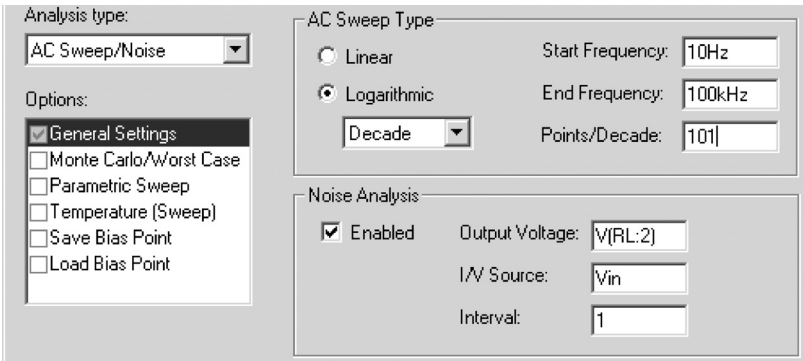 Analysis type:
AC Sweep/Noise
Options:
General Settings
Monte Carlo/Worst Case
Parametric Sweep
Temperature (Sweep)
Save Bias Point
Load Bias Point
AC Sweep Type
Linear
Logarithmic
Decade
Start Frequency: 10Hz
End Frequency: 100kHz
Points/Decade: 101
Noise Analysis
Enabled
Output Voltage: V(RL:2)
I/V Source: Vin
Interval: 1